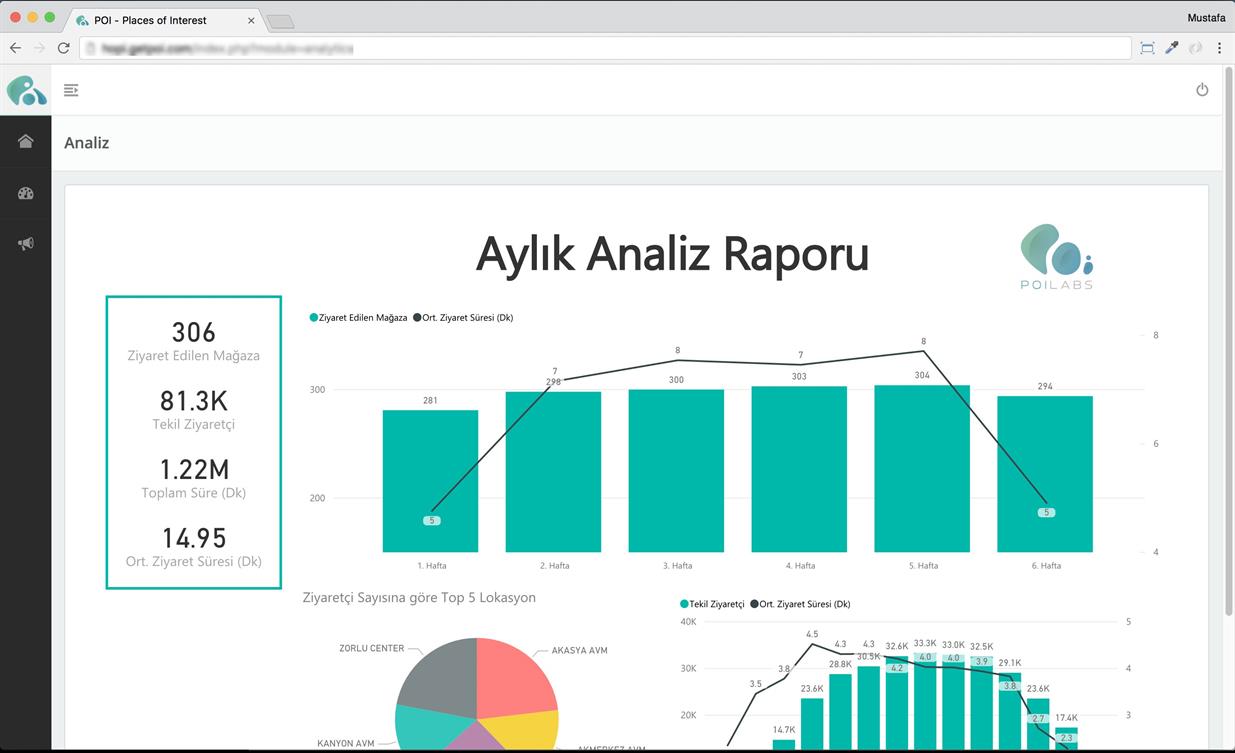 POI - Places of Interest
Mustafa
Analiz
Aylık Analiz Raporu
POILABS
306
Ziyaret Edilen Mağaza
81.3K
Tekil Ziyaretçi
1.22M
Toplam Süre (Dk)
14.95
Ort. Ziyaret Süresi (Dk)
Ziyaret Edilen Mağaza Ort. Ziyaret Süresi (Dk)
8
8 8
7 7
298 300 303 304 294
300 281
6
200
5 5
4
1. Hafta 2. Hafta 3. Hafta 4. Hafta 5. Hafta 6. Hafta
Ziyaretçi Sayısına göre Top 5 Lokasyon
ZORLU CENTER
AKASYA AVM
KANYON AVM
AKMERKEZ AVM
Tekil Ziyaretçi Ort. Ziyaret Süresi (Dk)
40K 5
4.5 4.3 4.3 32.6K 33.3K 33.0K 32.5K
30K 3.5 3.8 28.8K 30.5K 4.2 4.0 4.0 3.9 29.1K 4
3.8
23.6K 23.6K
20K 14.7K 2.7 17.4K 3
2.3